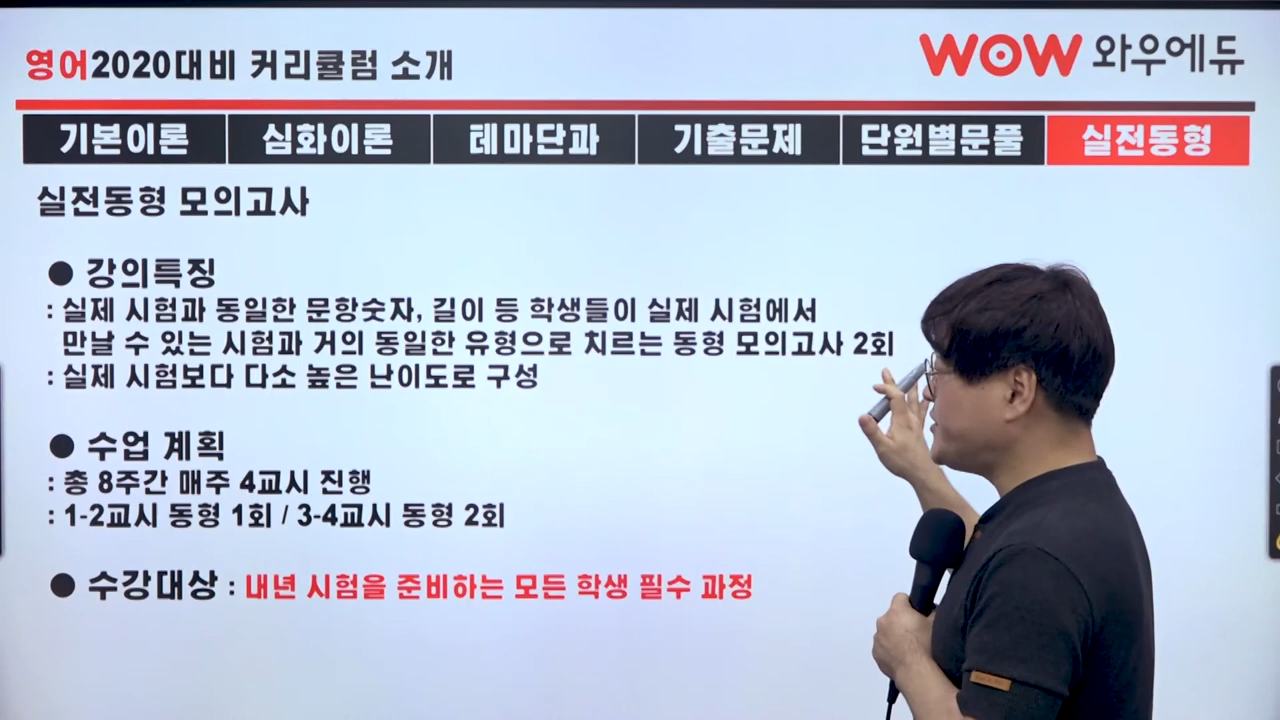 영어2020대비 커리큘럼 소개
WOW 와우에듀
기본이론 심화이론 테마단과 기출문제 단원별문풀 실전동형
실전동형 모의고사
● 강의특징
: 실제 시험과 동일한 문항숫자, 길이 등 학생들이 실제 시험에서
만날 수 있는 시험과 거의 동일한 유형으로 치르는 동형 모의고사 2회
: 실제 시험보다 다소 높은 난이도로 구성
● 수업 계획
: 총 8주간 매주 4교시 진행
: 1-2교시 동형 1회 / 3-4교시 동형 2회
● 수강대상 : 내년 시험을 준비하는 모든 학생 필수 과정